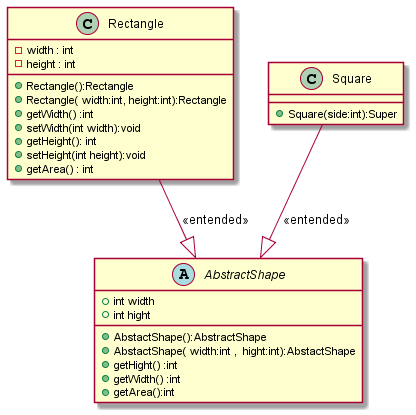 C Rectangle
width : int
height : int
Rectangle():Rectangle
Rectangle( width:int, height:int):Rectangle
getWidth() :int
setWidth(int width):void
getHeight(): int
setHeight(int height):void
getArea() : int
C Square
Square(side:int):Super
«entended»
«entended»
A AbstractShape
int width
int hight
AbstactShape():AbstractShape
AbstactShape( width:int , hight:int):AbstactShape
getHight() :int
getWidth() :int
getArea():int